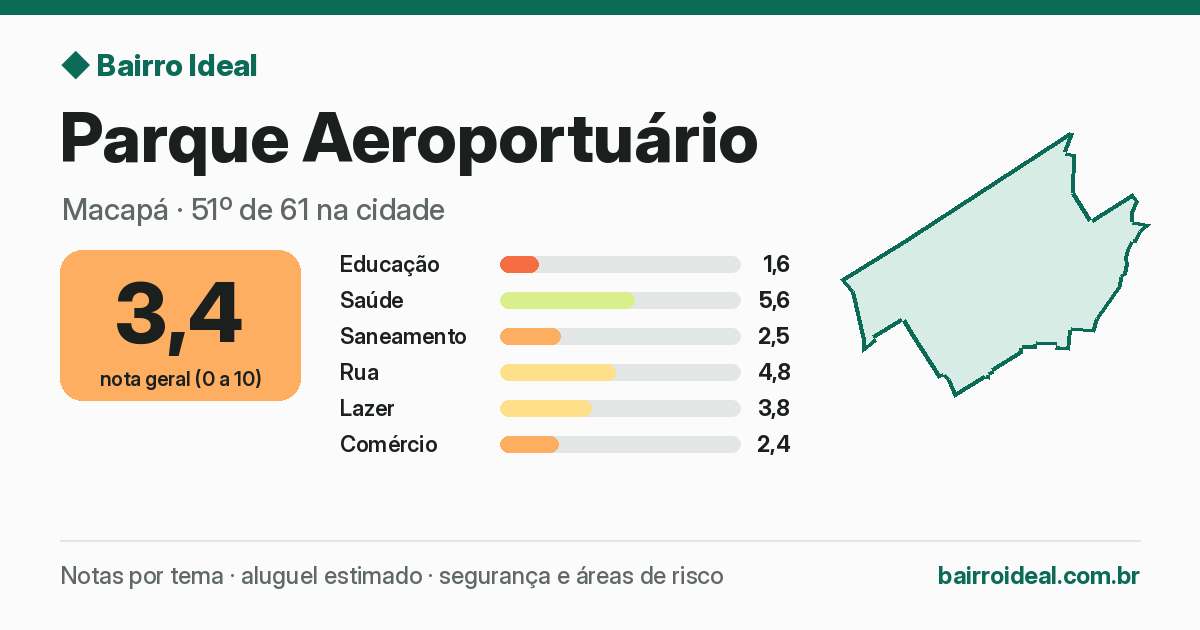 Bairro Ideal
Parque Aeroportuário
Macapá · 51º de 61 na cidade
3,4
nota geral (0 a 10)
Educação 1,6
Saúde 5,6
Saneamento 2,5
Rua 4,8
Lazer 3,8
Comércio 2,4
Notas por tema · aluguel estimado · segurança e áreas de risco
bairroideal.com.br